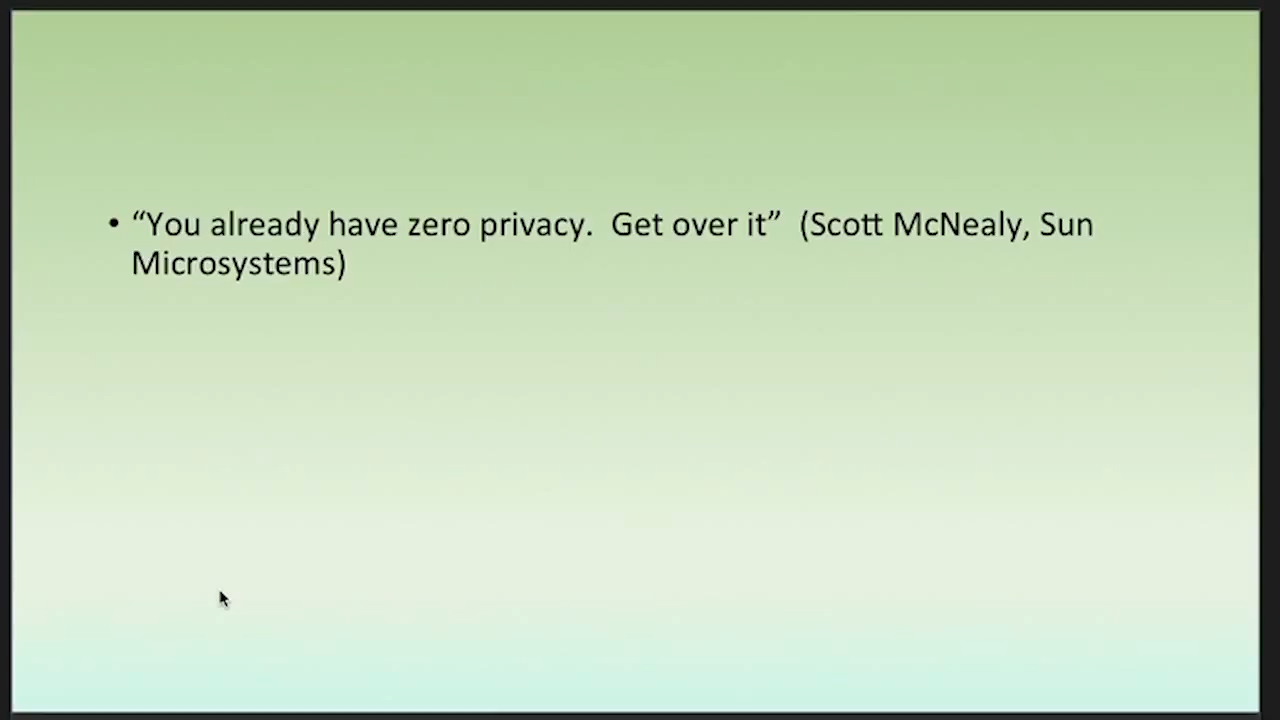 • “You already have zero privacy.  Get over it”  (Scott McNealy, Sun
Microsystems)